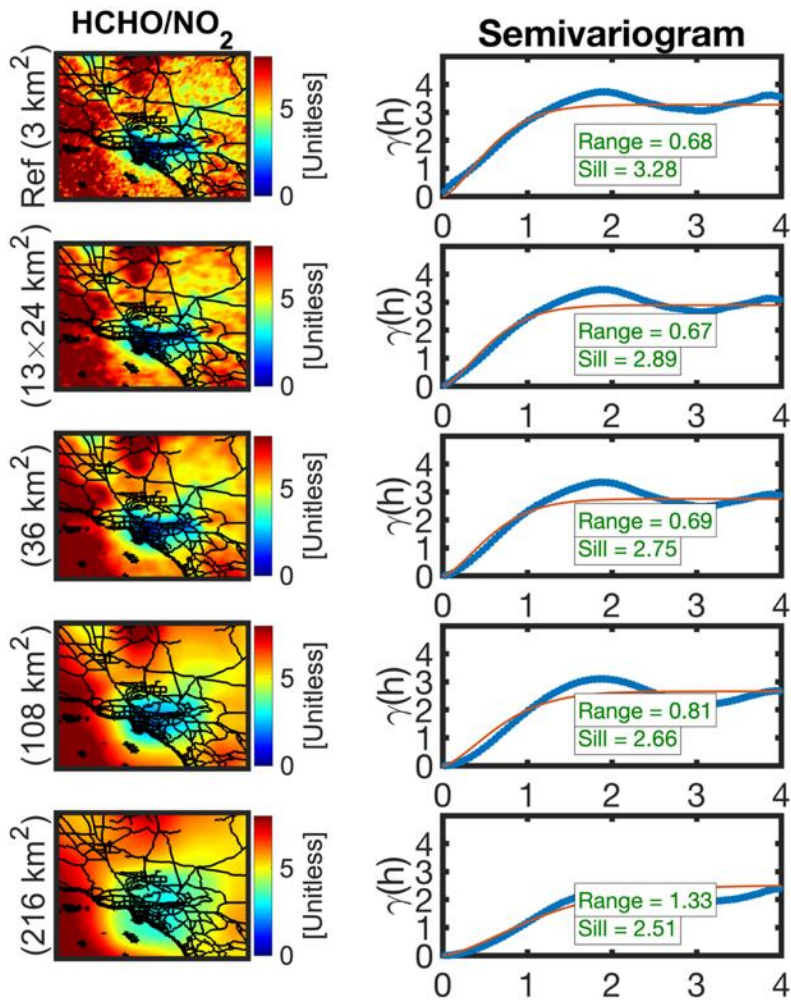 HCHO/NO₂
Semivariogram
Ref (3 km²)
5
0
[Unitless]
γ(h)
4
3
2
1
0
Range = 0.68
Sill = 3.28
0 1 2 3 4
(13×24 km²)
5
0
[Unitless]
γ(h)
4
3
2
1
0
Range = 0.67
Sill = 2.89
0 1 2 3 4
(36 km²)
5
0
[Unitless]
γ(h)
4
3
2
1
0
Range = 0.69
Sill = 2.75
0 1 2 3 4
(108 km²)
5
0
[Unitless]
γ(h)
4
3
2
1
0
Range = 0.81
Sill = 2.66
0 1 2 3 4
(216 km²)
5
0
[Unitless]
γ(h)
4
3
2
1
0
Range = 1.33
Sill = 2.51
0 1 2 3 4